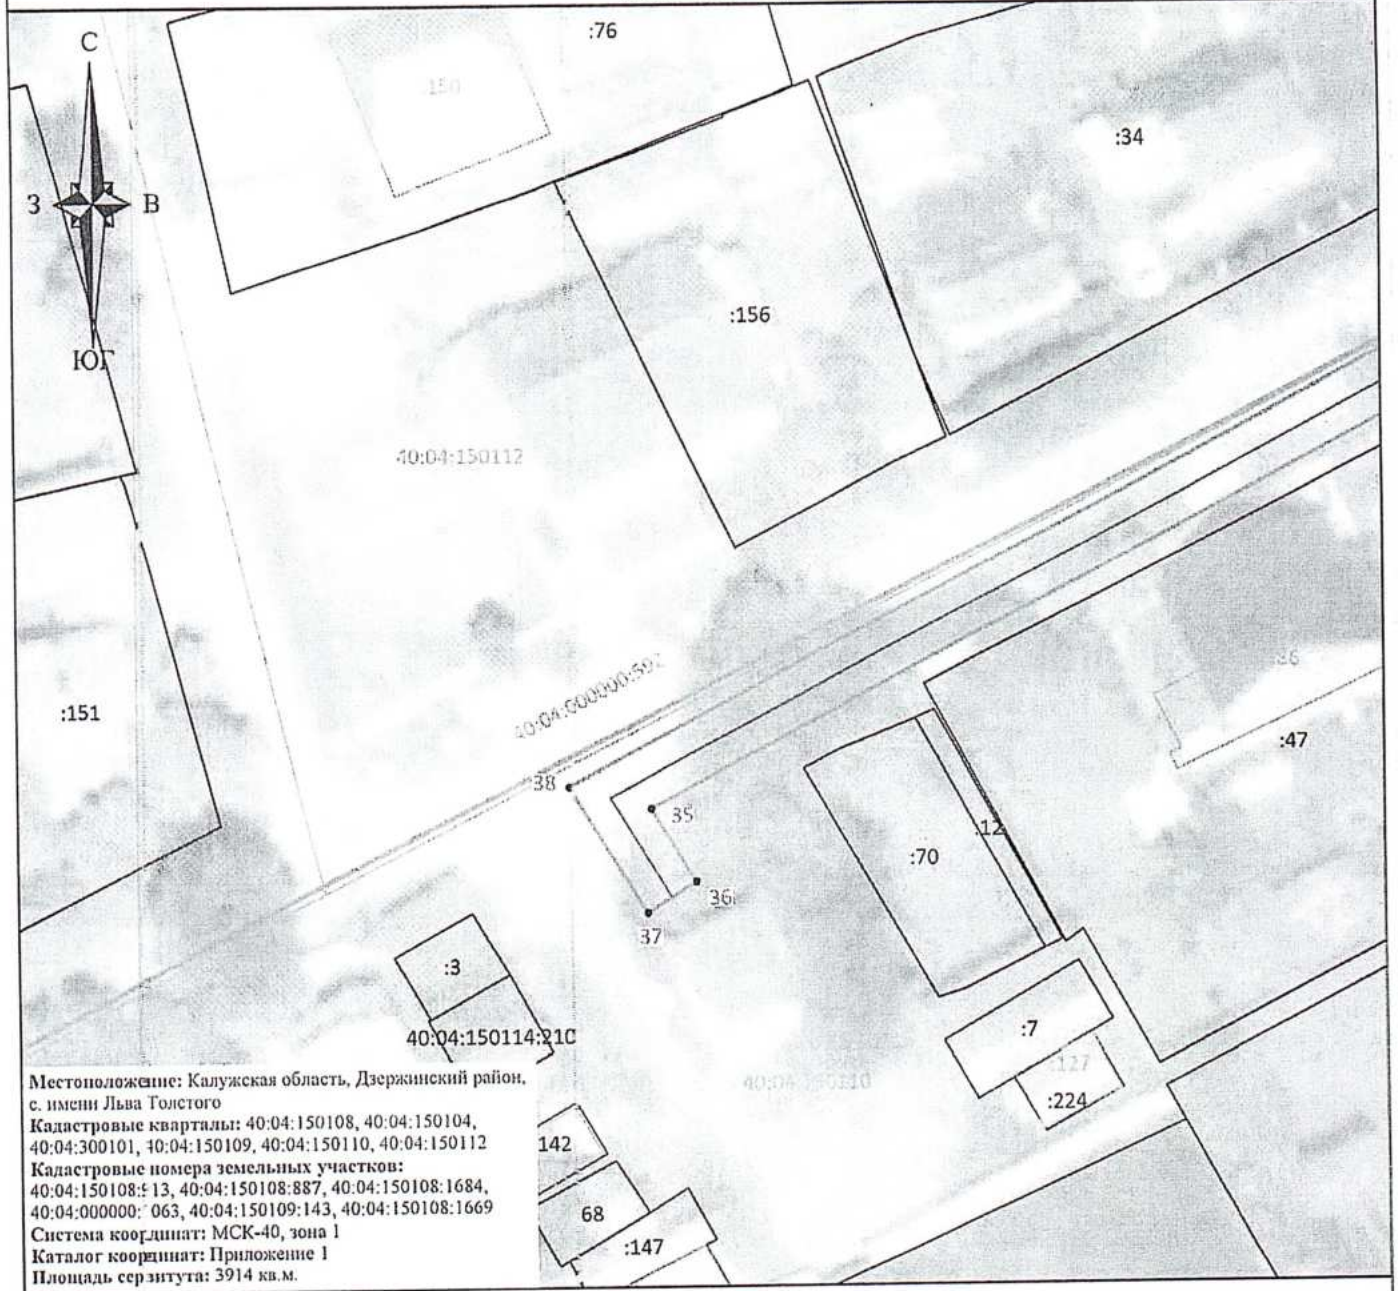 С
З
В
ЮГ
:76
:150
:34
:156
40:04:150112
:151
38
35
36
37
:47
:12
:70
:3
40:04:150114:210
:7
:127
:224
40:04:150110
142
68
:147
Местоположение: Калужская область, Дзержинский район,
с. имени Льва Толстого
Кадастровые кварталы: 40:04:150108, 40:04:150104,
40:04:300101, 40:04:150109, 40:04:150110, 40:04:150112
Кадастровые номера земельных участков:
40:04:150108:887, 40:04:150108:1684,
40:04:150109:143, 40:04:150108:1669
Система координат: МСК-40, зона 1
Каталог координат: Приложение 1
Площадь сервитута: 3914 кв.м.